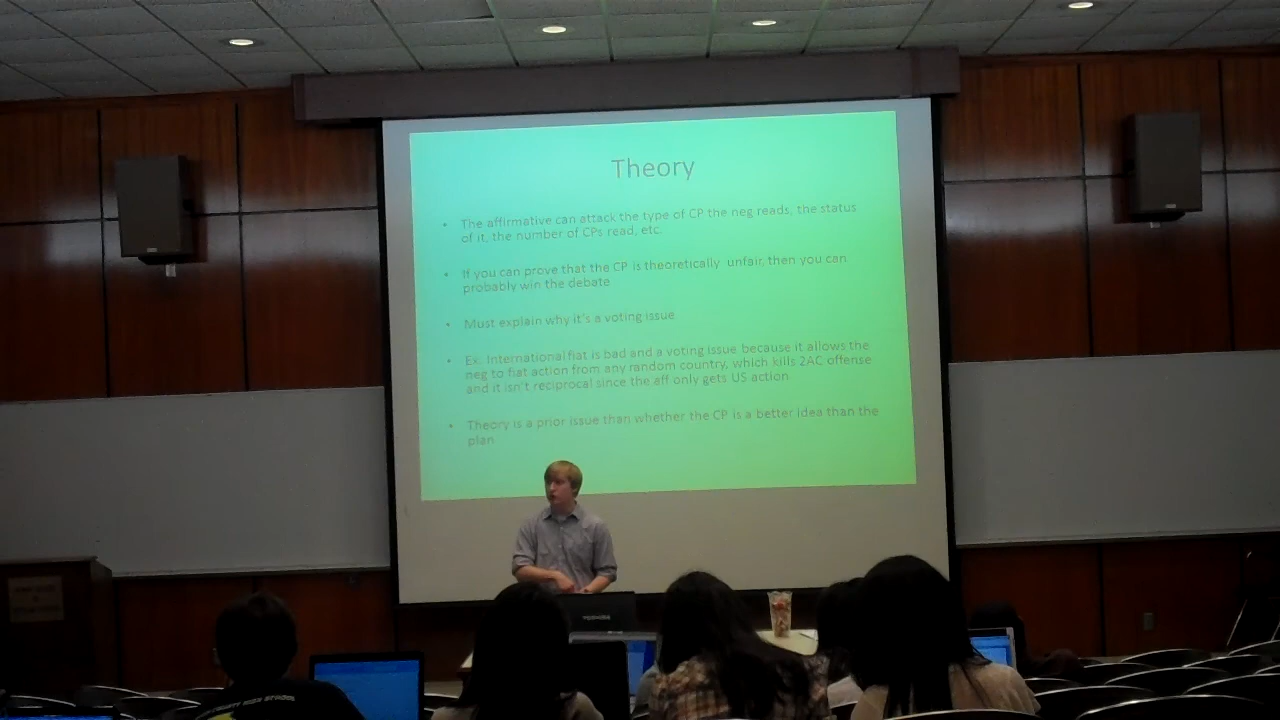 Theory
• The affirmative can attack the type of CP the neg reads, the status
of it, the number of CPs read, etc.
• If you can prove that the CP is theoretically unfair, then you can
probably win the debate
• Must explain why it's a voting issue
• Ex: International fiat is bad and a voting issue because it allows the
neg to fiat action from any random country, which kills 2AC offense
and it isn't reciprocal since the aff only gets US action
• Theory is a prior issue than whether the CP is a better idea than the
plan
TOSHIBA
HIGH SCHOOL